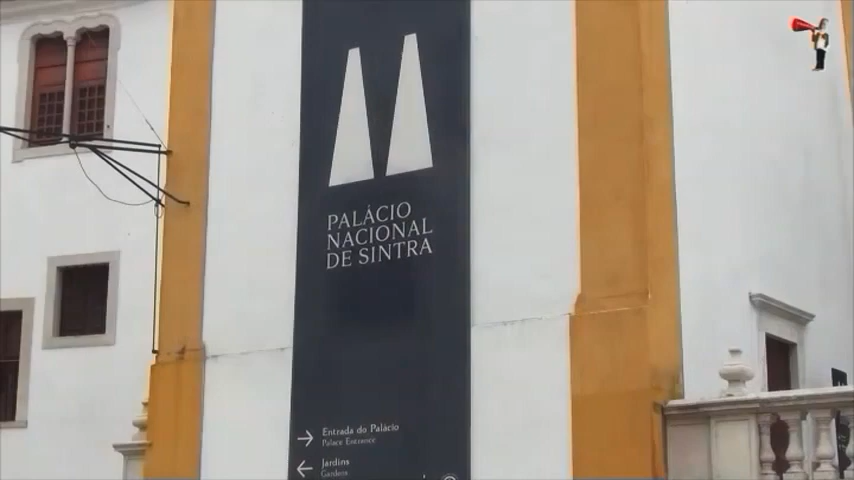 PALÁCIO
NACIONAL
DE SINTRA
Entrada do Palácio
Palace Entrance
Jardins
Gardens